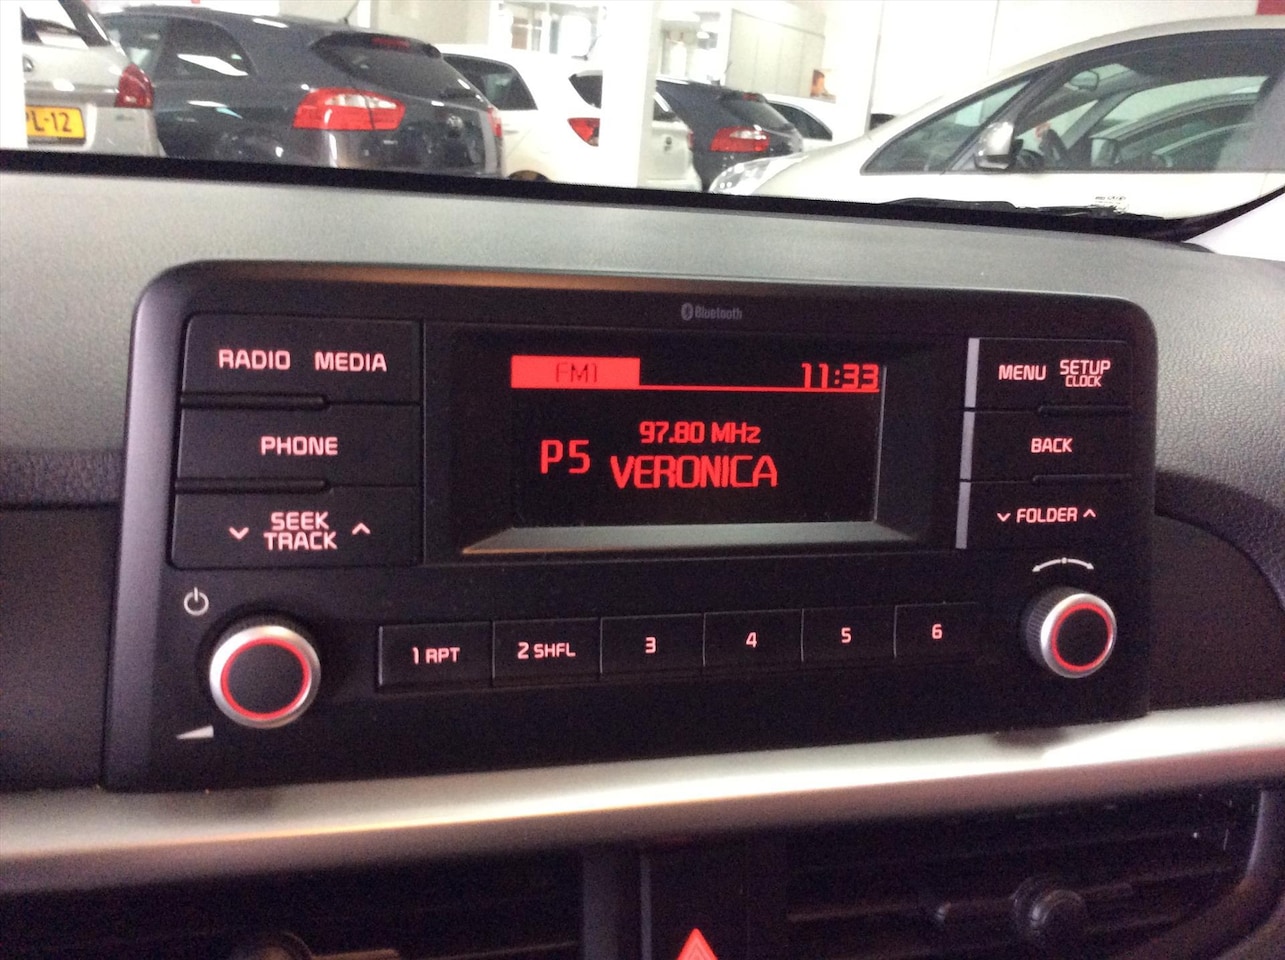 PL-12
Bluetooth
RADIO MEDIA
PHONE
SEEK
TRACK
FM1 11:33
97.80 MHz
P5 VERONICA
MENU SETUP
CLOCK
BACK
FOLDER
1 RPT 2 SHFL 3 4 5 6